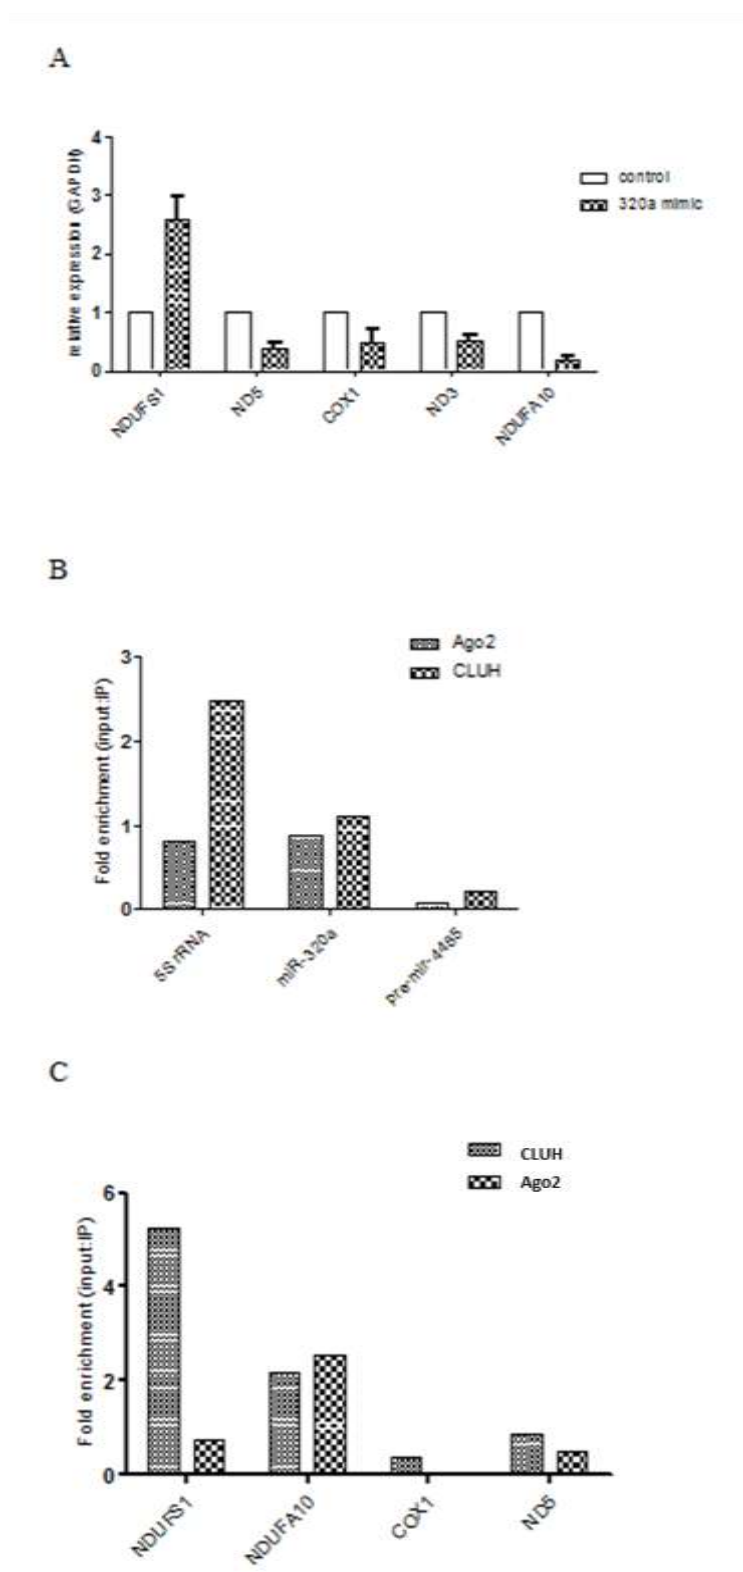 A
relative expression (GAPDH)
4
3
2
1
0
control
320a mimic
NDUFS1
ND5
COX1
ND3
NDUFA10
B
Fold enrichment (input:IP)
3
2
1
0
Ago2
CLUH
5S rRNA
miR-320a
pre-mir-4485
C
Fold enrichment (input:IP)
6
4
2
0
CLUH
Ago2
NDUFS1
NDUFA10
COX1
ND5